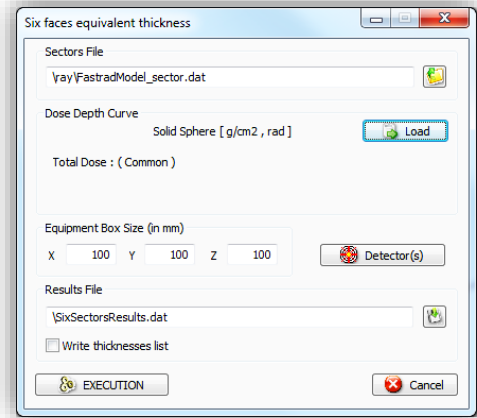 Six faces equivalent thickness
Sectors File
\ray\FastradModel_sector.dat
Dose Depth Curve
Solid Sphere [ g/cm2 , rad ]
Load
Total Dose : ( Common )
Equipment Box Size (in mm)
X 100 Y 100 Z 100
Detector(s)
Results File
\SixSectorsResults.dat
Write thicknesses list
EXECUTION
Cancel